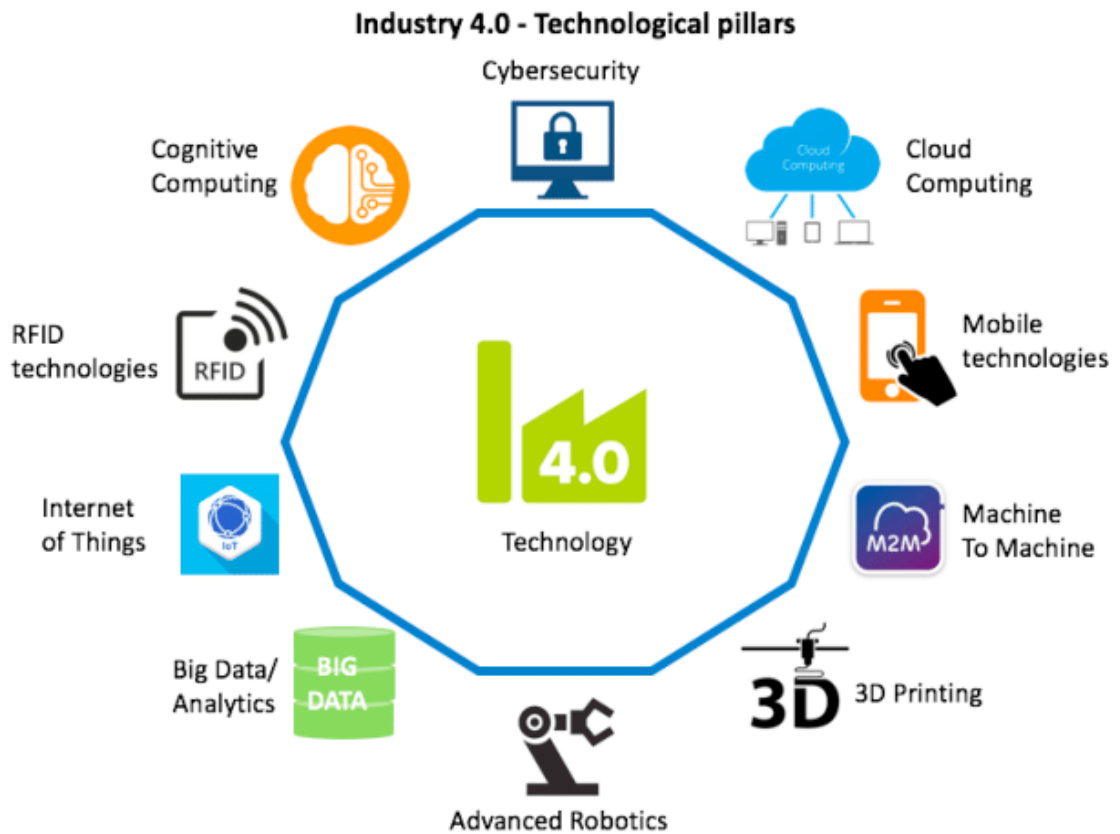 Industry 4.0 - Technological pillars
Cybersecurity
Cognitive
Computing
Cloud
Computing
Cloud
Computing
RFID
technologies
RFID
Mobile
technologies
4.0
Technology
Internet
of Things
IoT
M2M
Machine
To Machine
Big Data/
Analytics
BIG
DATA
3D
3D Printing
Advanced Robotics